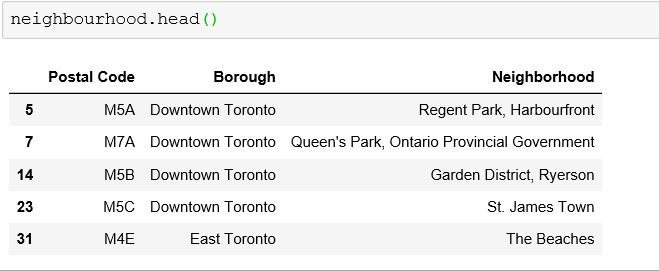 neighbourhood.head()
Postal Code Borough Neighborhood
5 M5A Downtown Toronto Regent Park, Harbourfront
7 M7A Downtown Toronto Queen's Park, Ontario Provincial Government
14 M5B Downtown Toronto Garden District, Ryerson
23 M5C Downtown Toronto St. James Town
31 M4E East Toronto The Beaches